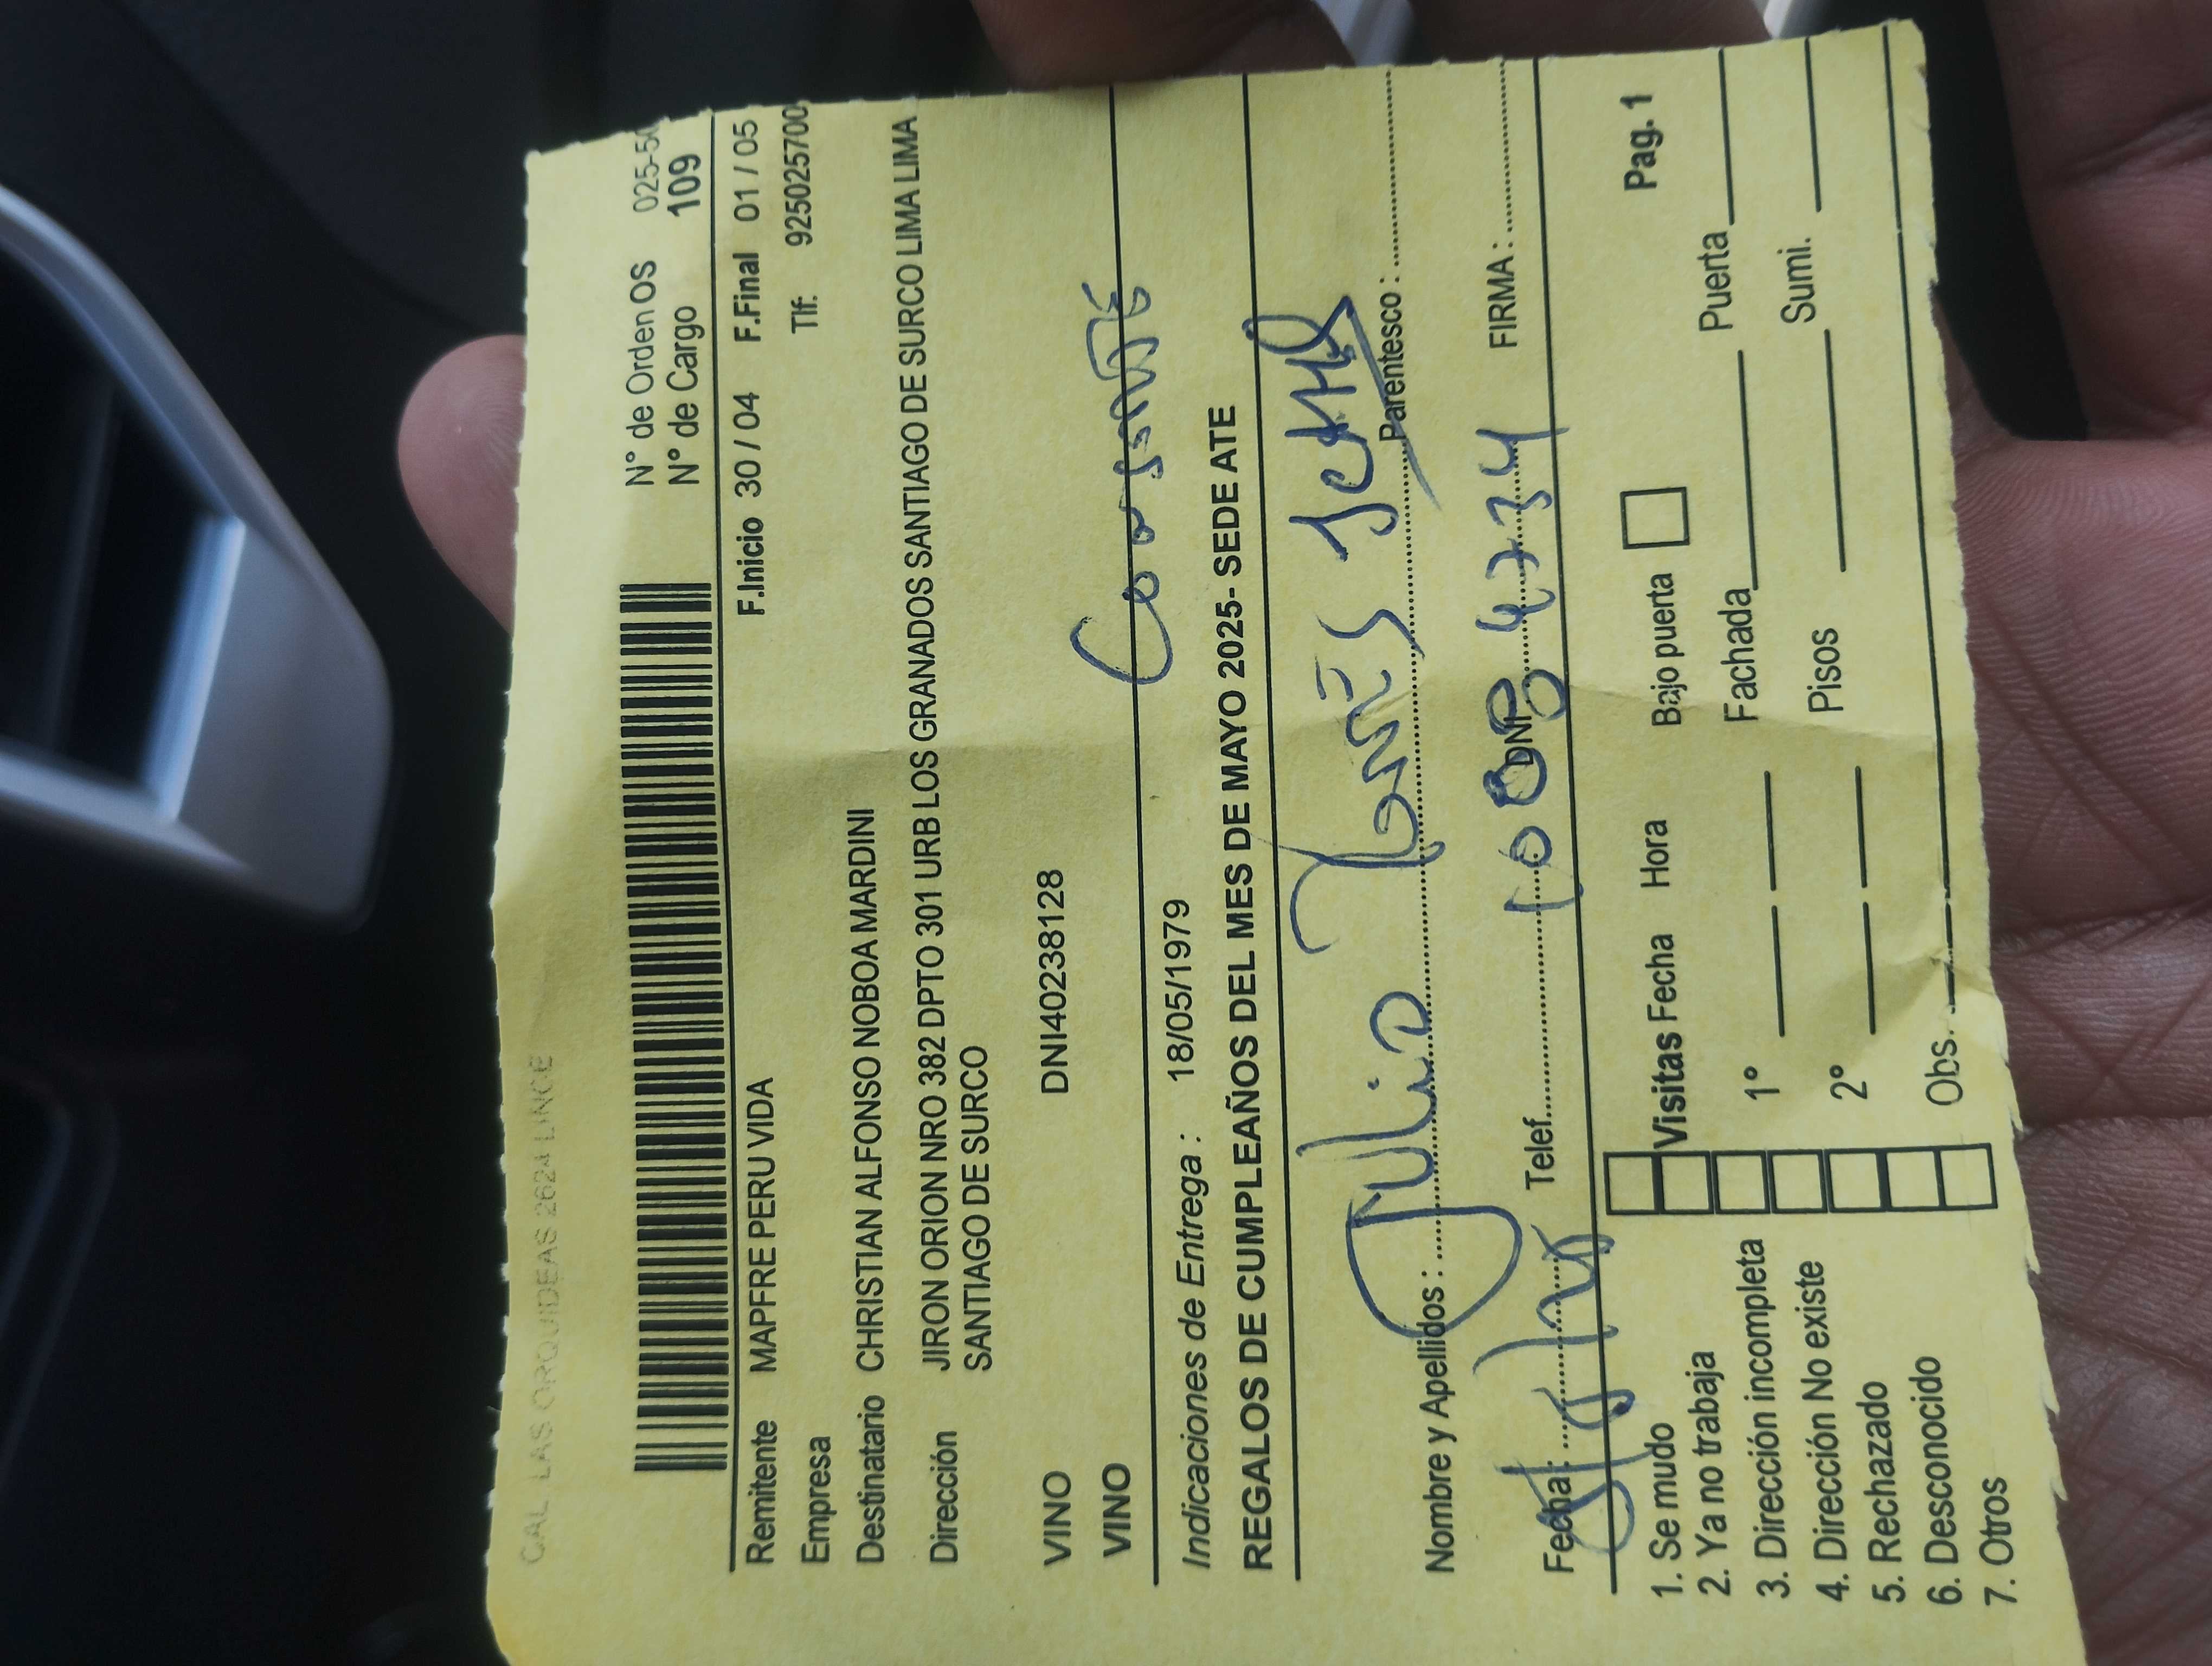 CAL LAS ORQUIDEAS 2624 LINCE
N° de Orden OS 025-50
N° de Cargo 109
F.Inicio 30 / 04 F.Final 01 / 05
Remitente MAPFRE PERU VIDA
Tlf: 925025700
Empresa
Destinatario CHRISTIAN ALFONSO NOBOA MARDINI
Dirección JIRON ORION NRO 382 DPTO 301 URB LOS GRANADOS SANTIAGO DE SURCO LIMA LIMA
SANTIAGO DE SURCO
VINO DNI40238128
VINO
Indicaciones de Entrega : 18/05/1979
REGALOS DE CUMPLEAÑOS DEL MES DE MAYO 2025- SEDE ATE
Nombre y Apellidos : Julio Parentesco :
Fecha: Telef. DNI FIRMA :
1. Se mudo
2. Ya no trabaja
3. Dirección incompleta
4. Dirección No existe
5. Rechazado
6. Desconocido
7. Otros
Visitas Fecha Hora Bajo puerta Pag. 1
1° Fachada Puerta
2° Pisos Sumi.
Obs.